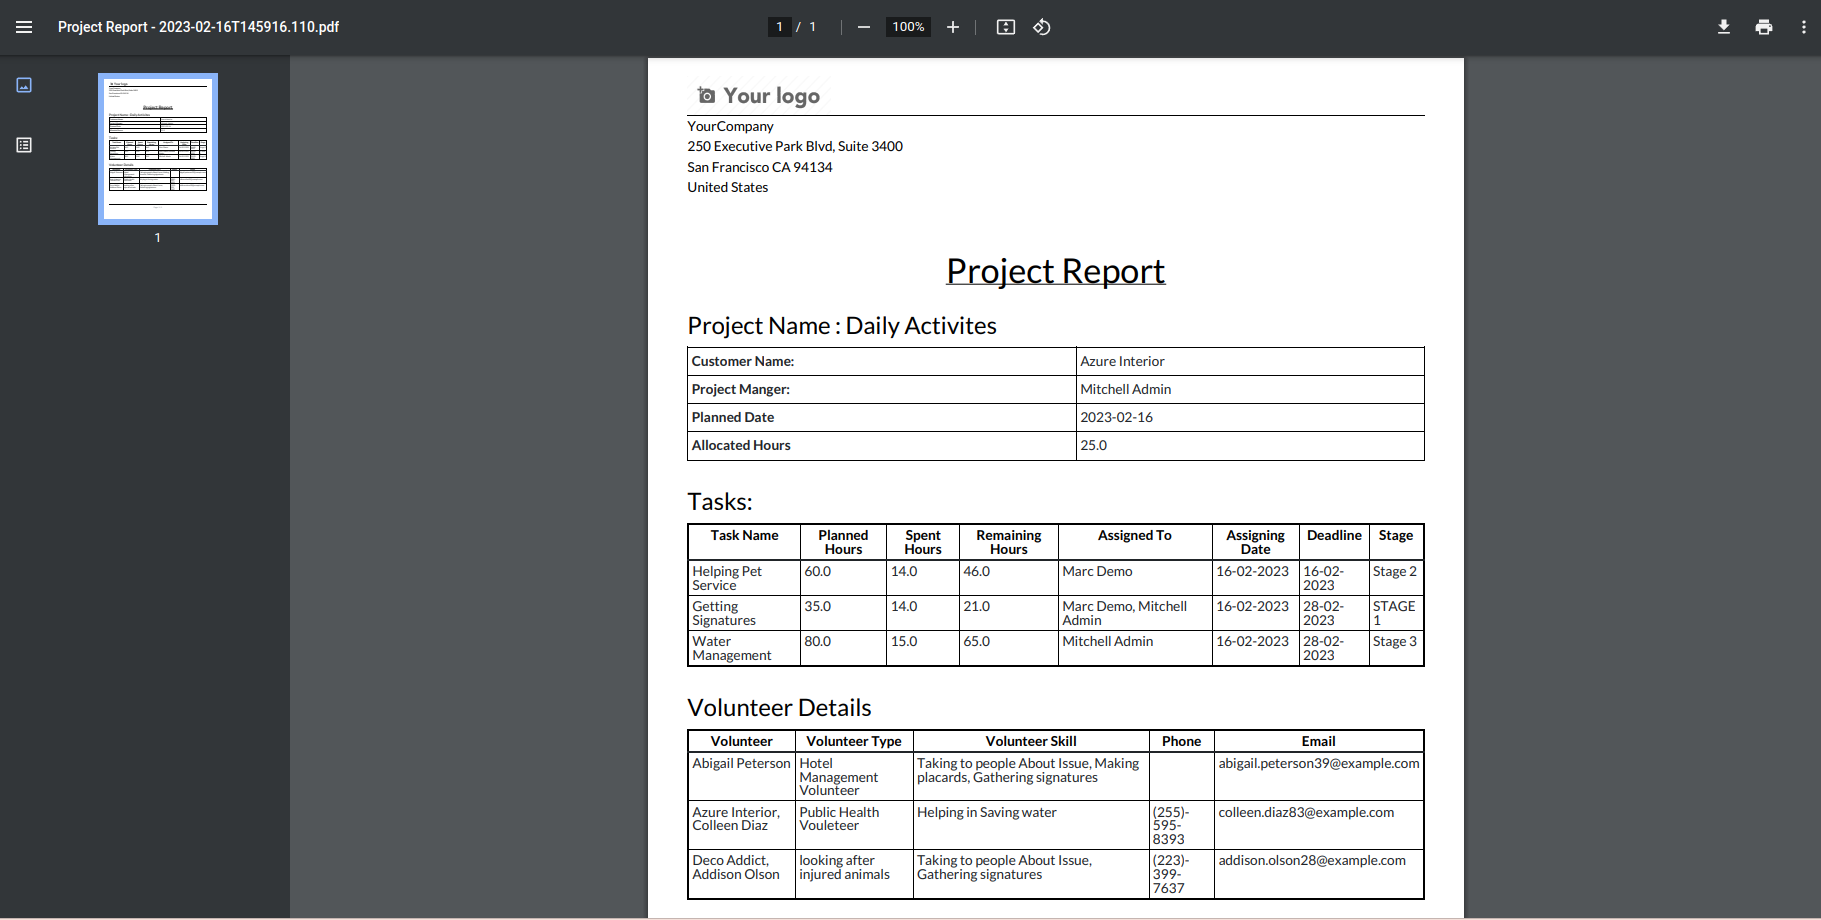 Project Report - 2023-02-16T145916.110.pdf
1 / 1
100%
1
Your logo
YourCompany
250 Executive Park Blvd, Suite 3400
San Francisco CA 94134
United States
Project Report
Project Name : Daily Activites
Customer Name: Azure Interior
Project Manger: Mitchell Admin
Planned Date 2023-02-16
Allocated Hours 25.0
Tasks:
Task Name Planned Hours Spent Hours Remaining Hours Assigned To Assigning Date Deadline Stage
Helping Pet Service 60.0 14.0 46.0 Marc Demo 16-02-2023 16-02-2023 Stage 2
Getting Signatures 35.0 14.0 21.0 Marc Demo, Mitchell Admin 16-02-2023 28-02-2023 STAGE 1
Water Management 80.0 15.0 65.0 Mitchell Admin 16-02-2023 28-02-2023 Stage 3
Volunteer Details
Volunteer Volunteer Type Volunteer Skill Phone Email
Abigail Peterson Hotel Management Volunteer Taking to people About Issue, Making placards, Gathering signatures abigail.peterson39@example.com
Azure Interior, Colleen Diaz Public Health Vouleteer Helping in Saving water (255)-595-8393 colleen.diaz83@example.com
Deco Addict, Addison Olson looking after injured animals Taking to people About Issue, Gathering signatures (223)-399-7637 addison.olson28@example.com